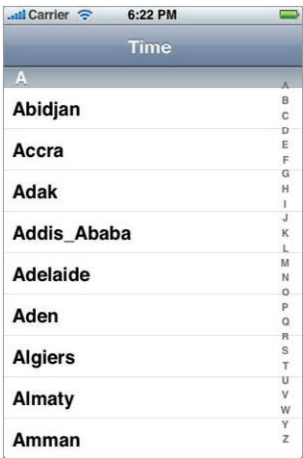 Carrier 6:22 PM
Time
A
Abidjan
Accra
Adak
Addis_Ababa
Adelaide
Aden
Algiers
Almaty
Amman
A
B
C
D
E
F
G
H
I
J
K
L
M
N
O
P
Q
R
S
T
U
V
W
Y
Z